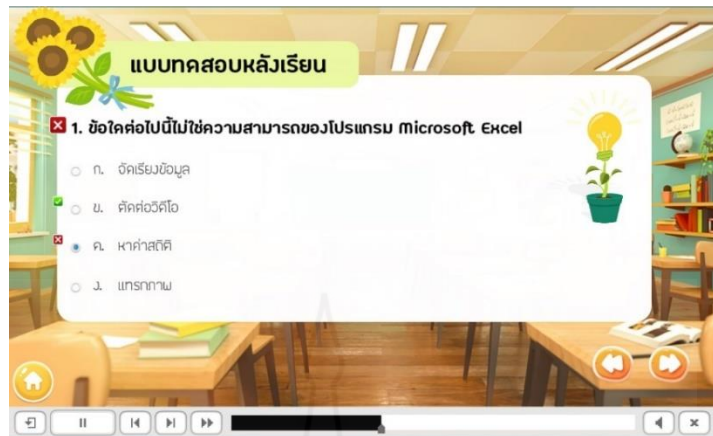 แบบทดสอบหลังเรียน
1. ข้อใดต่อไปนี้ไม่ใช่ความสามารถของโปรแกรม Microsoft Excel
ก. จัดเรียงข้อมูล
ข. ตัดต่อวิดีโอ
ค. หาค่าสถิติ
ง. แทรกภาพ